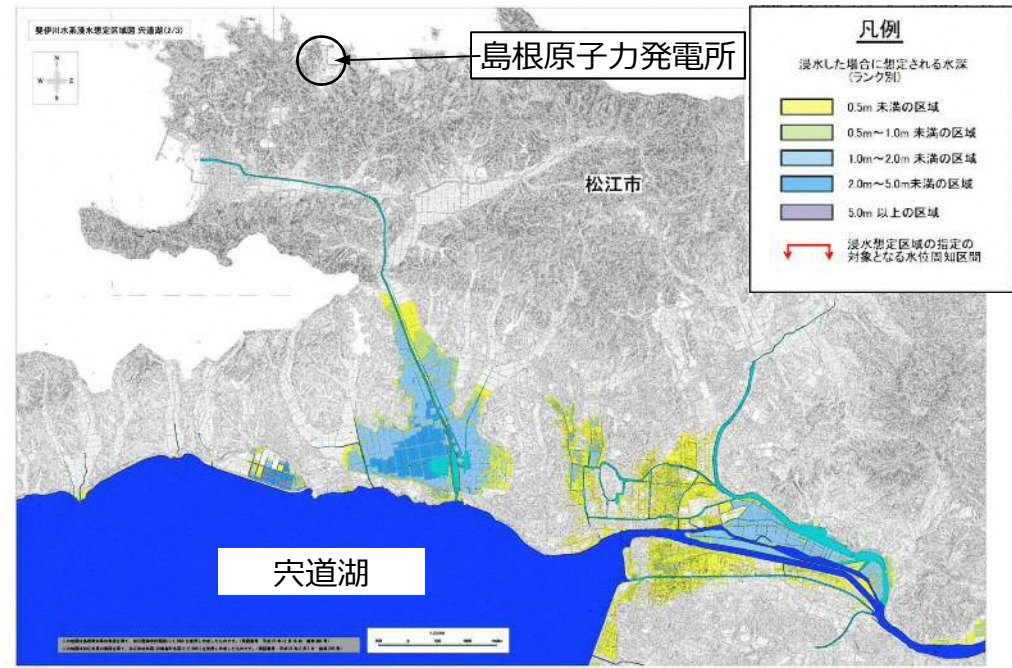 斐伊川水系浸水想定区域図 宍道湖(2/3)
N
W
E
S
島根原子力発電所
松江市
宍道湖
凡例
浸水した場合に想定される水深
(ランク別)
0.5m 未満の区域
0.5m～1.0m 未満の区域
1.0m～2.0m 未満の区域
2.0m～5.0m未満の区域
5.0m 以上の区域
浸水想定区域の指定の
対象となる水位周知区間